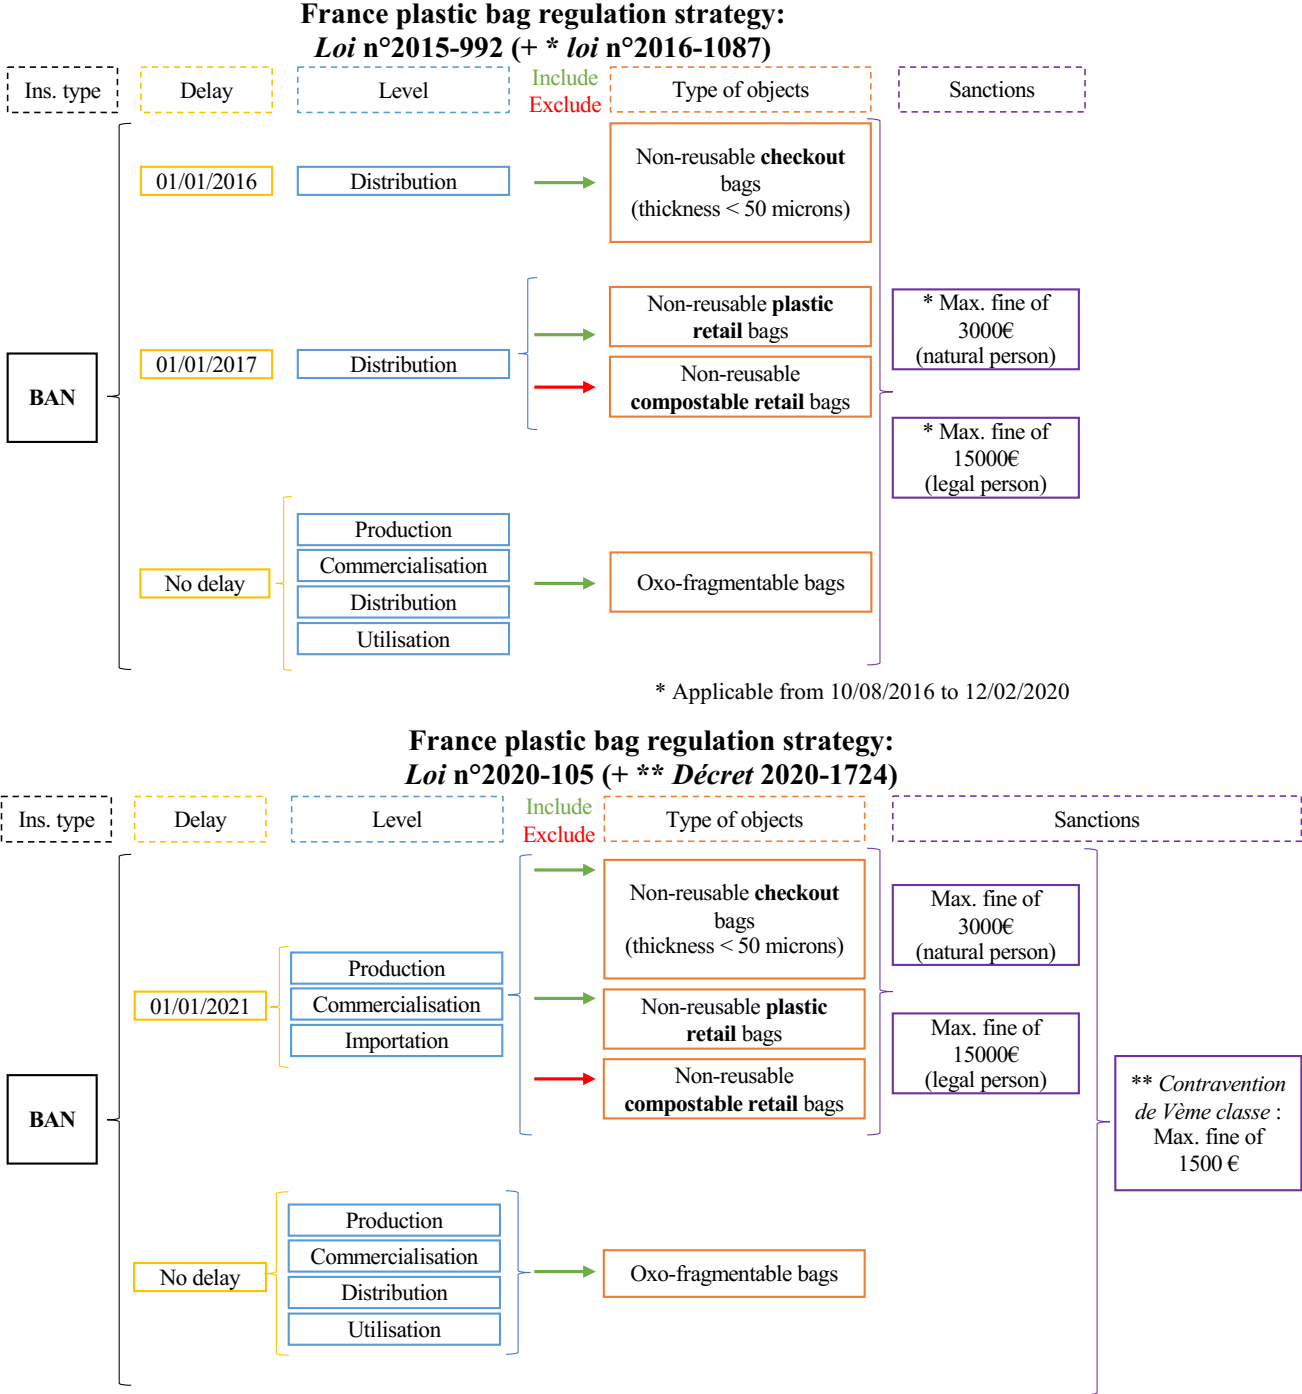 France plastic bag regulation strategy:
Loi n°2015-992 (+ * loi n°2016-1087)
Ins. type
Delay
Level
Include
Exclude
Type of objects
Sanctions
01/01/2016
Distribution
Non-reusable checkout
bags
(thickness < 50 microns)
BAN
01/01/2017
Distribution
Non-reusable plastic
retail bags
Non-reusable
compostable retail bags
* Max. fine of
3000€
(natural person)
* Max. fine of
15000€
(legal person)
No delay
Production
Commercialisation
Distribution
Utilisation
Oxo-fragmentable bags
* Applicable from 10/08/2016 to 12/02/2020
France plastic bag regulation strategy:
Loi n°2020-105 (+ ** Décret 2020-1724)
Ins. type
Delay
Level
Include
Exclude
Type of objects
Sanctions
BAN
01/01/2021
Production
Commercialisation
Importation
Non-reusable checkout
bags
(thickness < 50 microns)
Non-reusable plastic
retail bags
Non-reusable
compostable retail bags
Max. fine of
3000€
(natural person)
Max. fine of
15000€
(legal person)
** Contravention
de Vème classe :
Max. fine of
1500 €
No delay
Production
Commercialisation
Distribution
Utilisation
Oxo-fragmentable bags